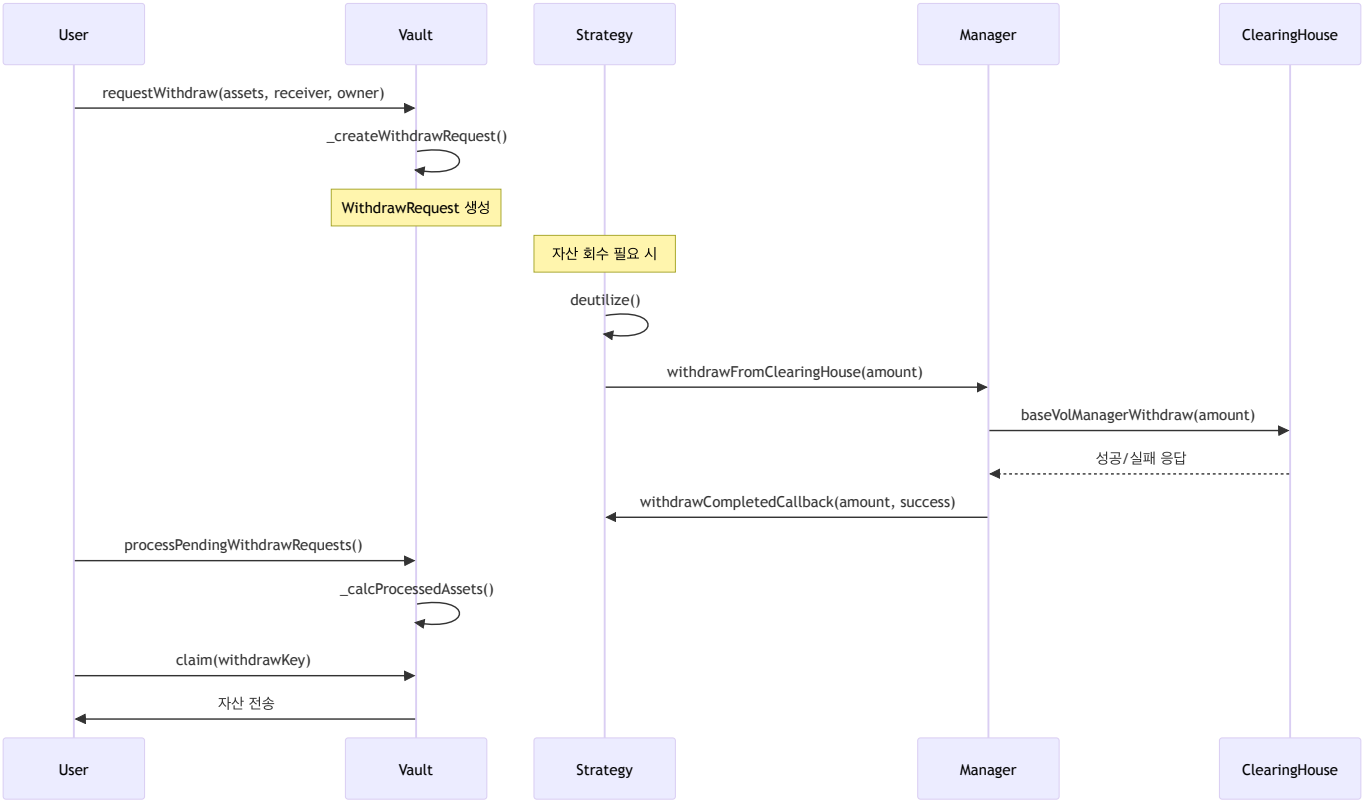 User
Vault
Strategy
Manager
ClearingHouse
requestWithdraw(assets, receiver, owner)
_createWithdrawRequest()
WithdrawRequest 생성
자산 회수 필요 시
deutilize()
withdrawFromClearingHouse(amount)
baseVolManagerWithdraw(amount)
성공/실패 응답
withdrawCompletedCallback(amount, success)
processPendingWithdrawRequests()
_calcProcessedAssets()
claim(withdrawKey)
자산 전송
User
Vault
Strategy
Manager
ClearingHouse